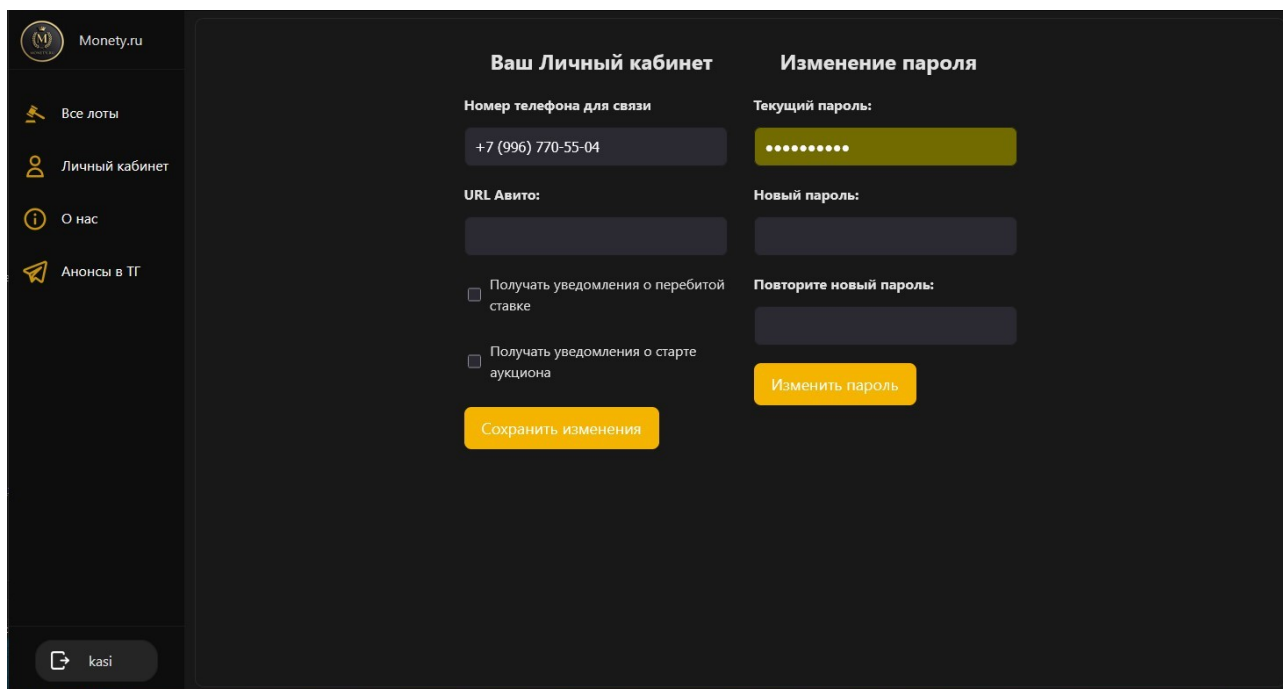 Monety.ru
Все лоты
Личный кабинет
О нас
Анонсы в ТГ
kasi
Ваш Личный кабинет
Номер телефона для связи
+7 (996) 770-55-04
URL Авито:
Получать уведомления о перебитой
ставке
Получать уведомления о старте
аукциона
Сохранить изменения
Изменение пароля
Текущий пароль:
••••••••••
Новый пароль:
Повторите новый пароль:
Изменить пароль